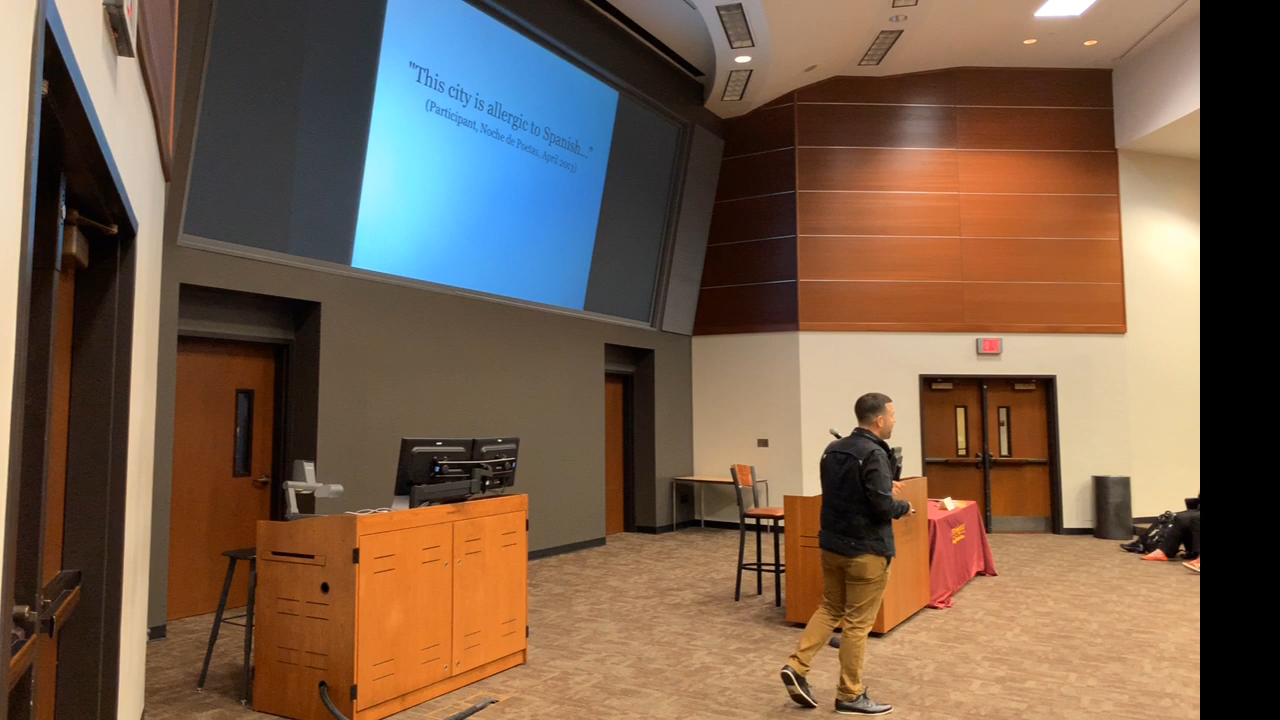 "This city is allergic to Spanish..."
(Participant, Noche de Poetas, April 2013)